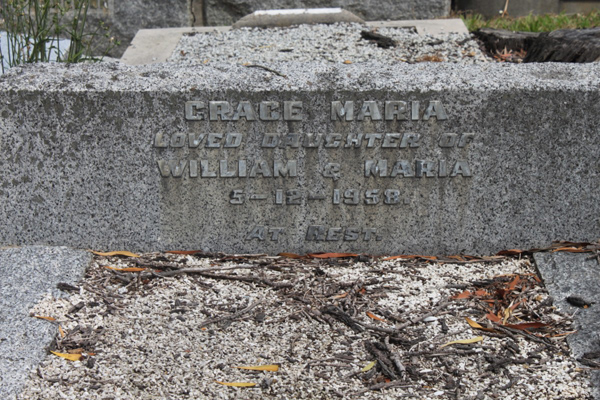 GRACE MARIA
LOVED DAUGHTER OF
WILLIAM & MARIA
5-12-1958.
AT REST.